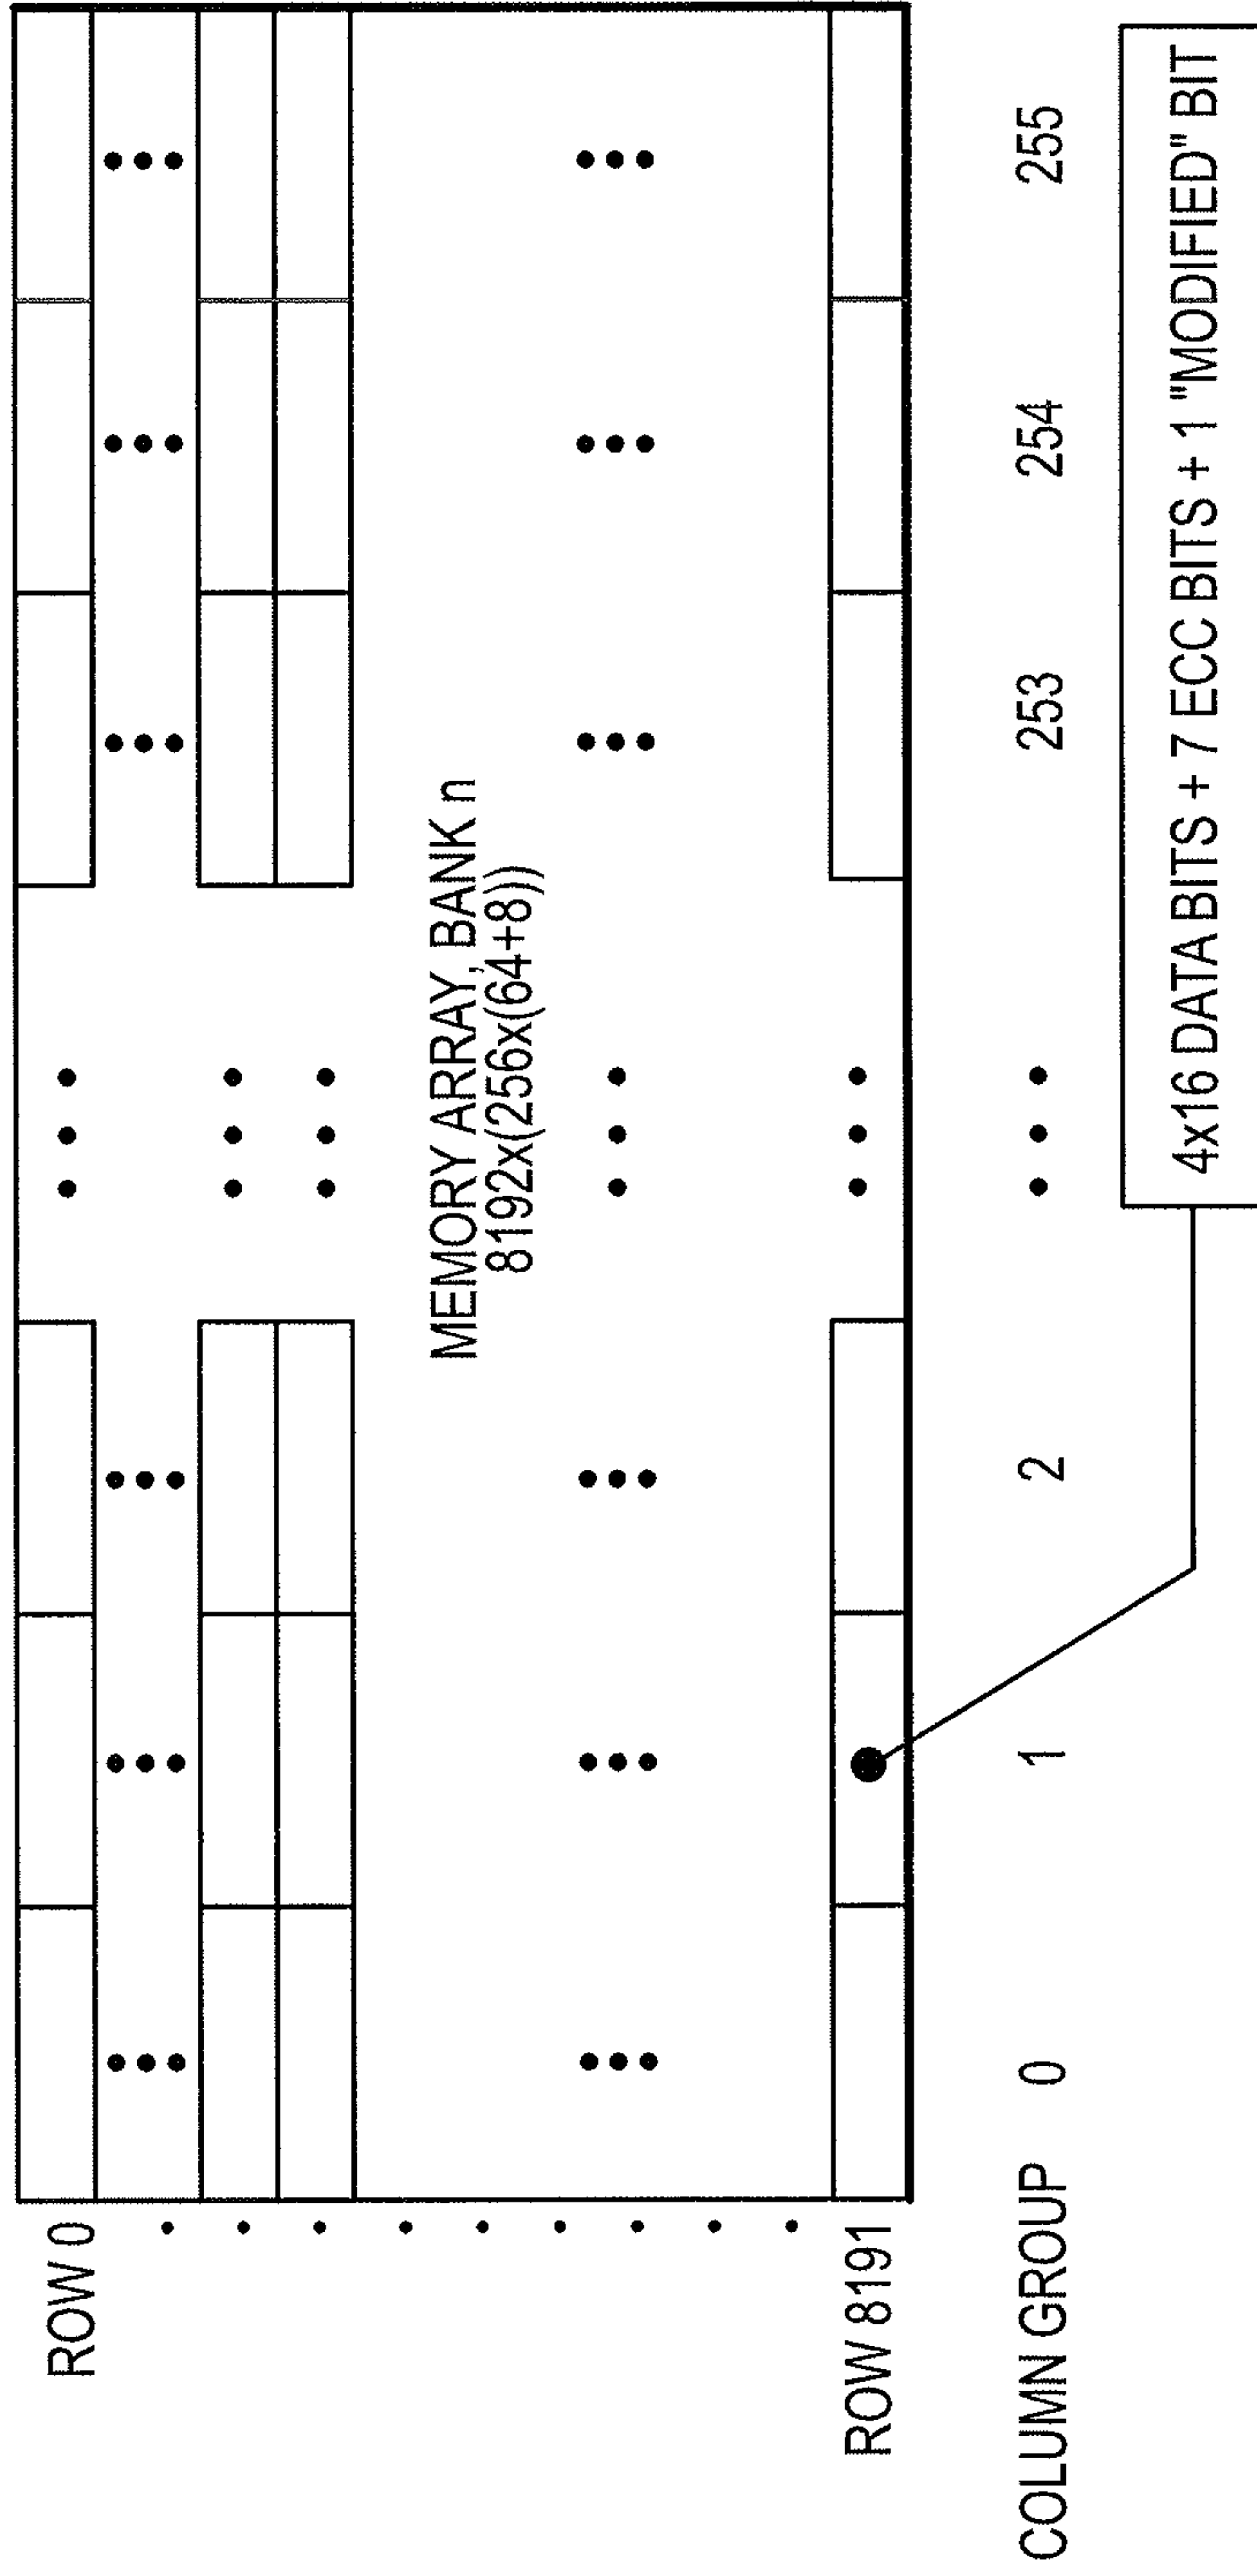 ROW 0
MEMORY ARRAY, BANK n
8192x(256x(64+8))
ROW 8191
COLUMN GROUP 0 1 2 253 254 255
4x16 DATA BITS + 7 ECC BITS + 1 "MODIFIED" BIT